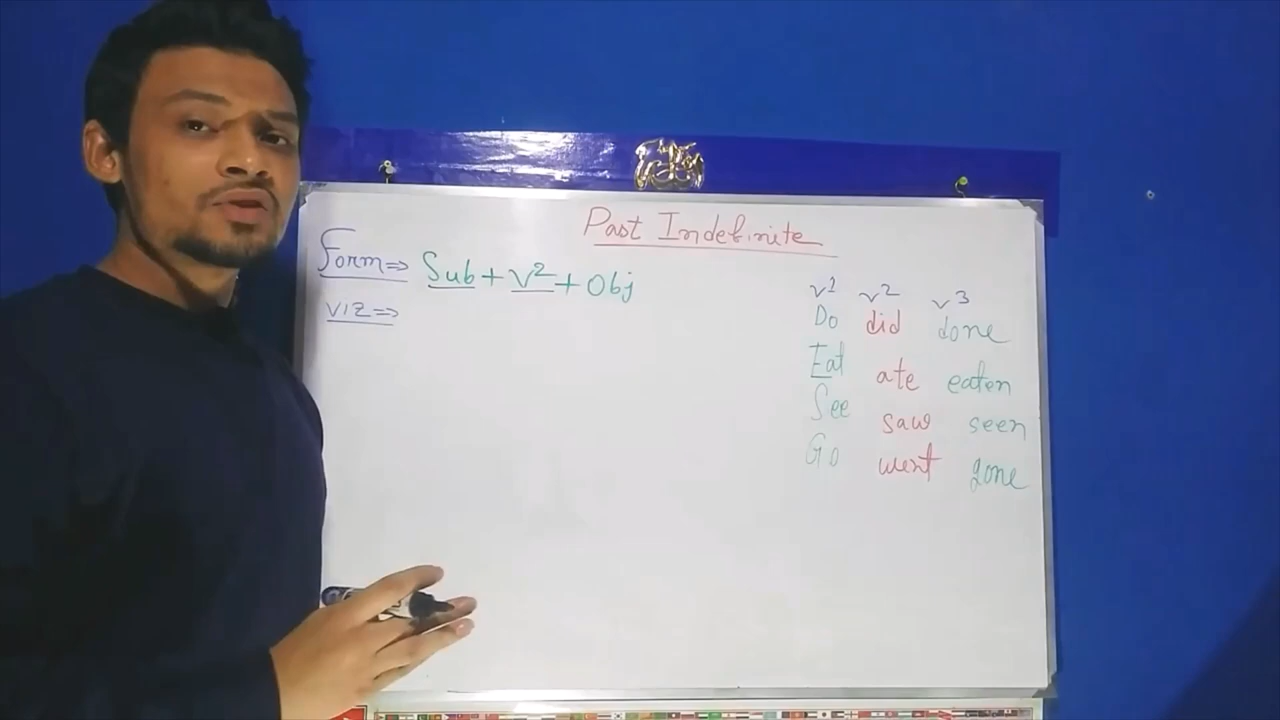 Past Indefinite
Form⇒ Sub + V² + Obj
viz⇒
v¹ v² v³
Do did done
Eat ate eaten
See saw seen
Go went gone